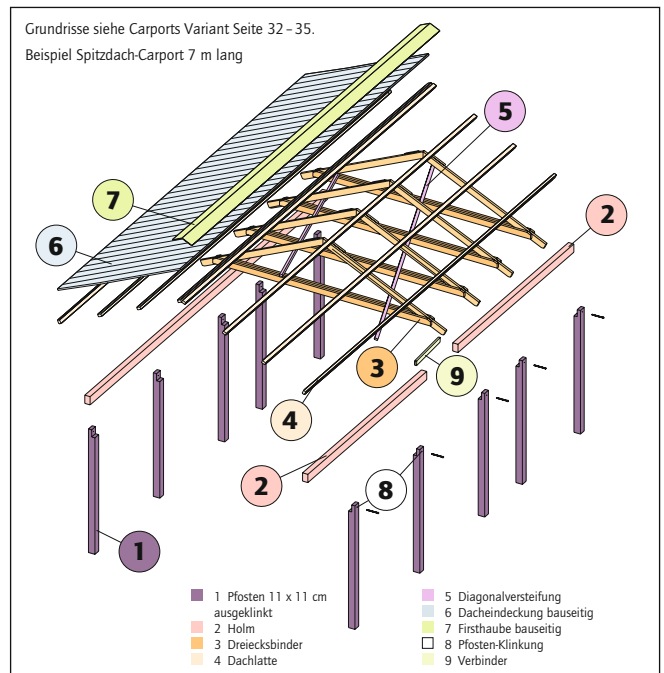 Grundrisse siehe Carports Variant Seite 32 – 35.
Beispiel Spitzdach-Carport 7 m lang
5
2
7
6
3
9
4
2
8
1
1 Pfosten 11 x 11 cm
ausgeklinkt
2 Holm
3 Dreiecksbinder
4 Dachlatte
5 Diagonalversteifung
6 Dacheindeckung bauseitig
7 Firsthaube bauseitig
8 Pfosten-Klinkung
9 Verbinder